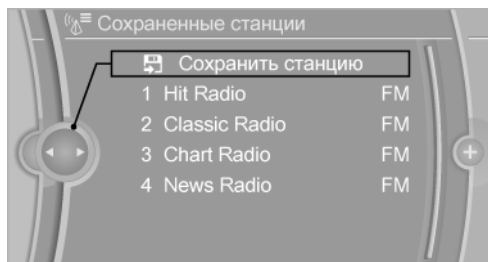 Сохраненные станции
Сохранить станцию
1 Hit Radio FM
2 Classic Radio FM
3 Chart Radio FM
4 News Radio FM